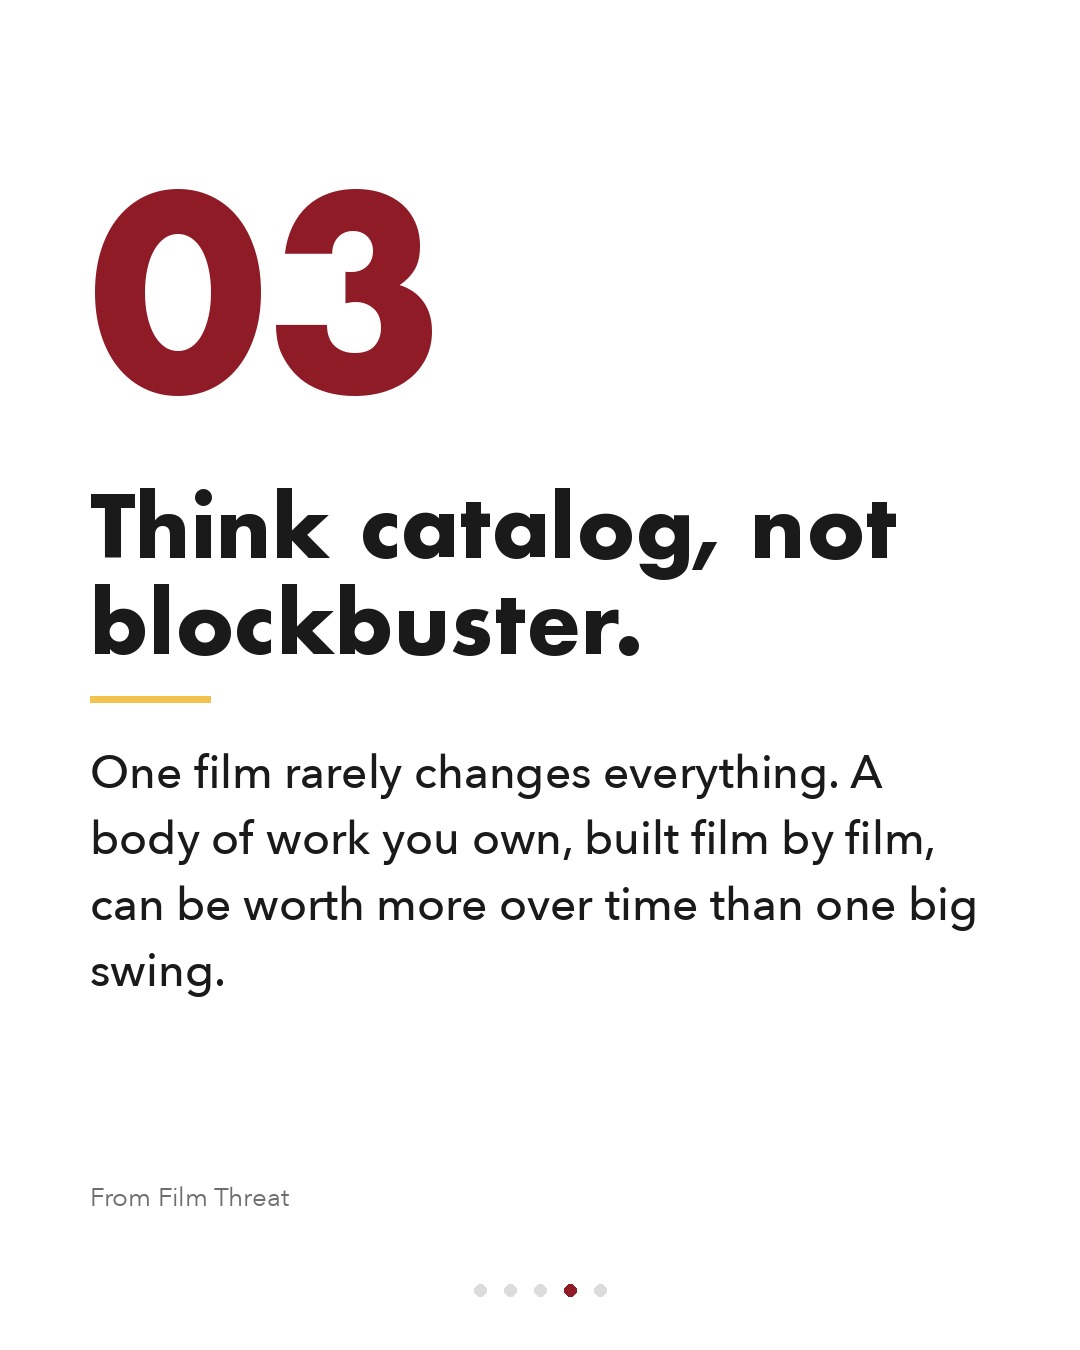 03
Think catalog, not
blockbuster.
One film rarely changes everything. A
body of work you own, built film by film,
can be worth more over time than one big
swing.
From Film Threat